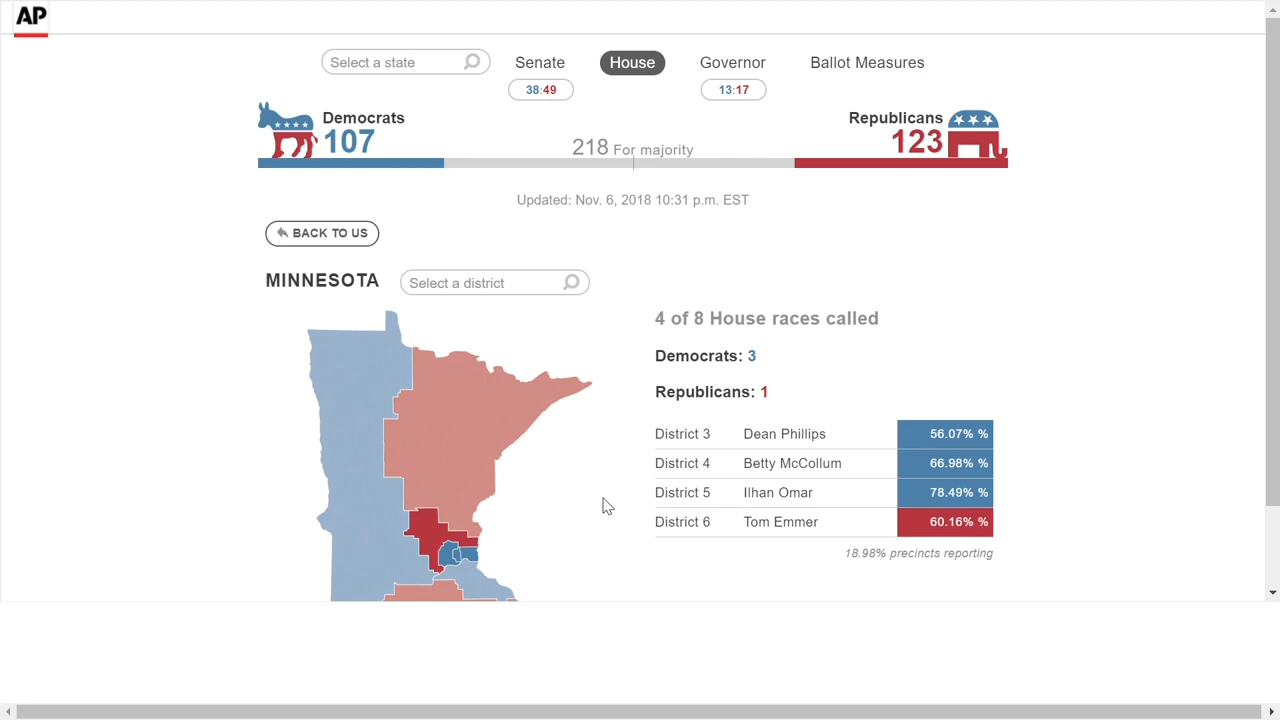 AP
Select a state
Senate
House
Governor
Ballot Measures
38:49
13:17
Democrats
107
218 For majority
Republicans
123
Updated: Nov. 6, 2018 10:31 p.m. EST
BACK TO US
MINNESOTA
Select a district
4 of 8 House races called
Democrats: 3
Republicans: 1
District 3 Dean Phillips 56.07% %
District 4 Betty McCollum 66.98% %
District 5 Ilhan Omar 78.49% %
District 6 Tom Emmer 60.16% %
18.98% precincts reporting